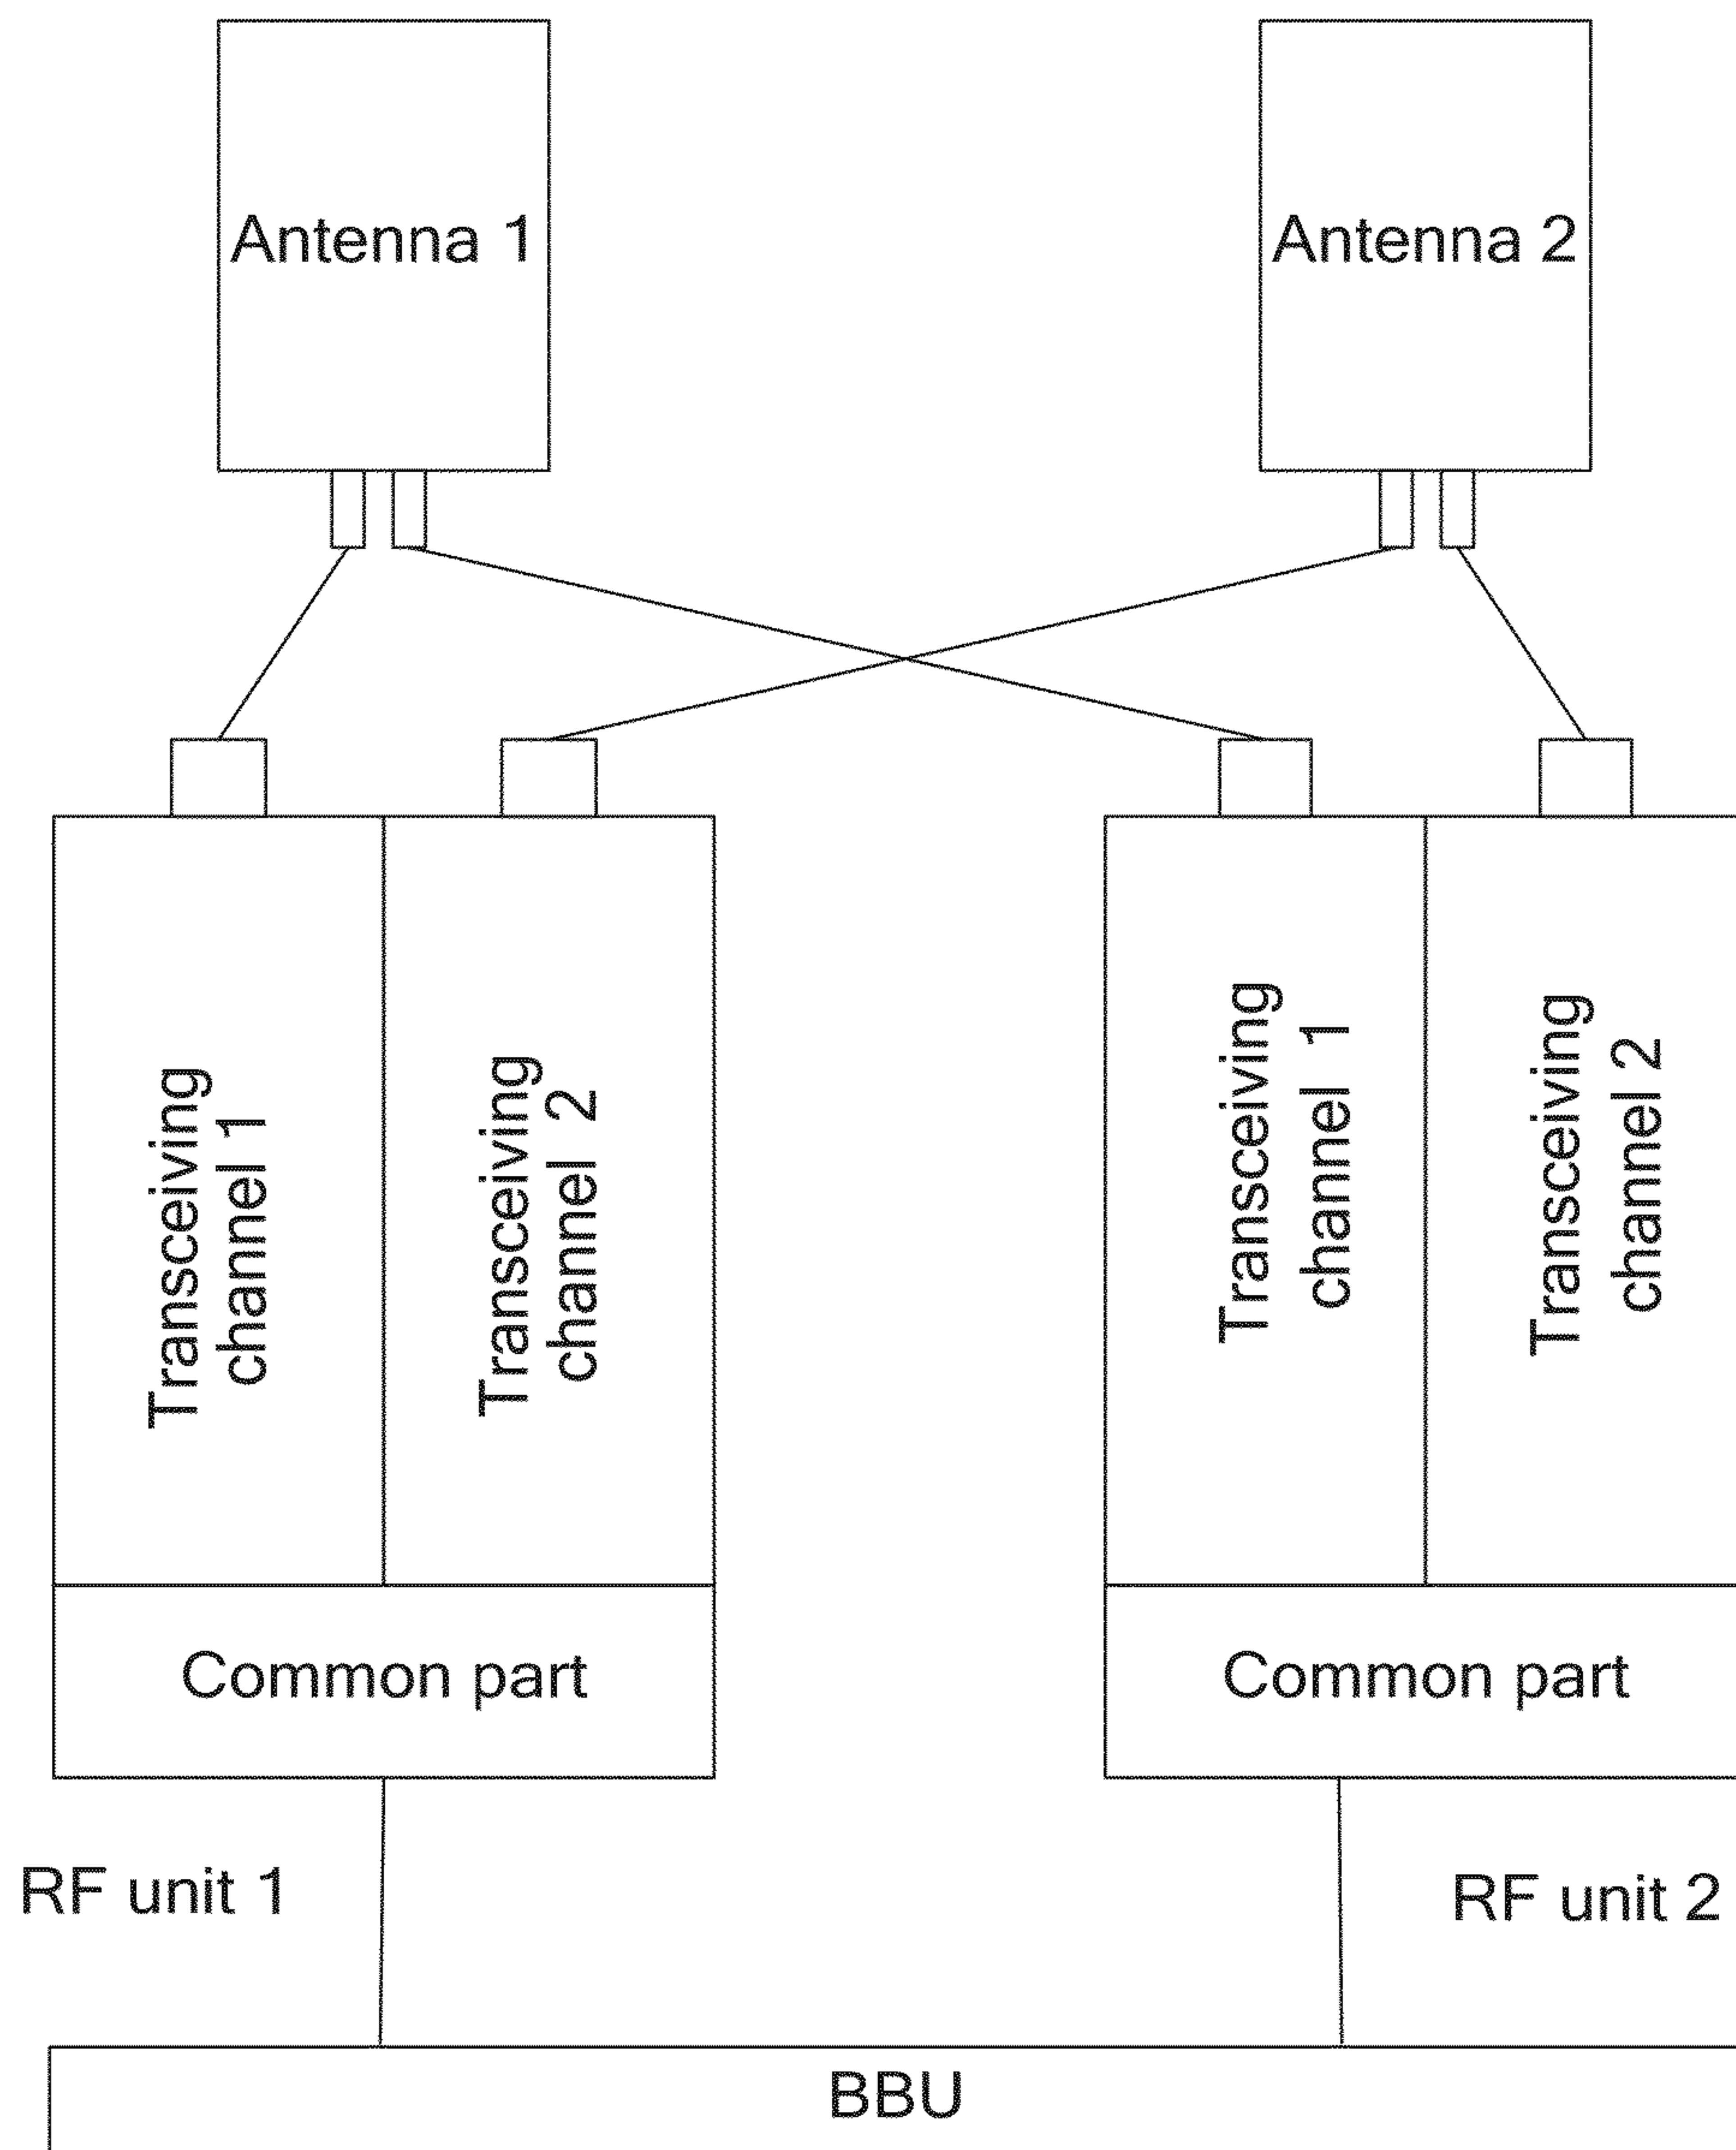 Antenna 1
Antenna 2
Transceiving
channel 1
Transceiving
channel 2
Transceiving
channel 1
Transceiving
channel 2
Common part
Common part
RF unit 1
RF unit 2
BBU